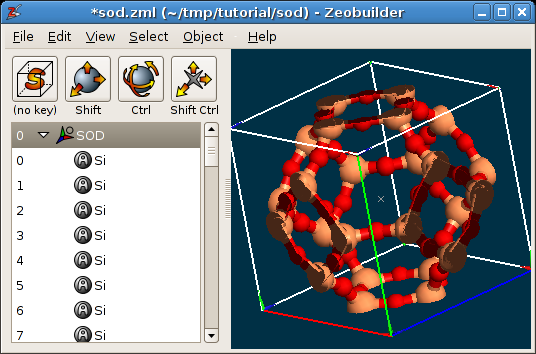 *sod.zml (~/tmp/tutorial/sod) - Zeobuilder
File Edit View Select Object Help
S
(no key) Shift Ctrl Shift Ctrl
0 SOD
0 A Si
1 A Si
2 A Si
3 A Si
4 A Si
5 A Si
6 A Si
7 A Si